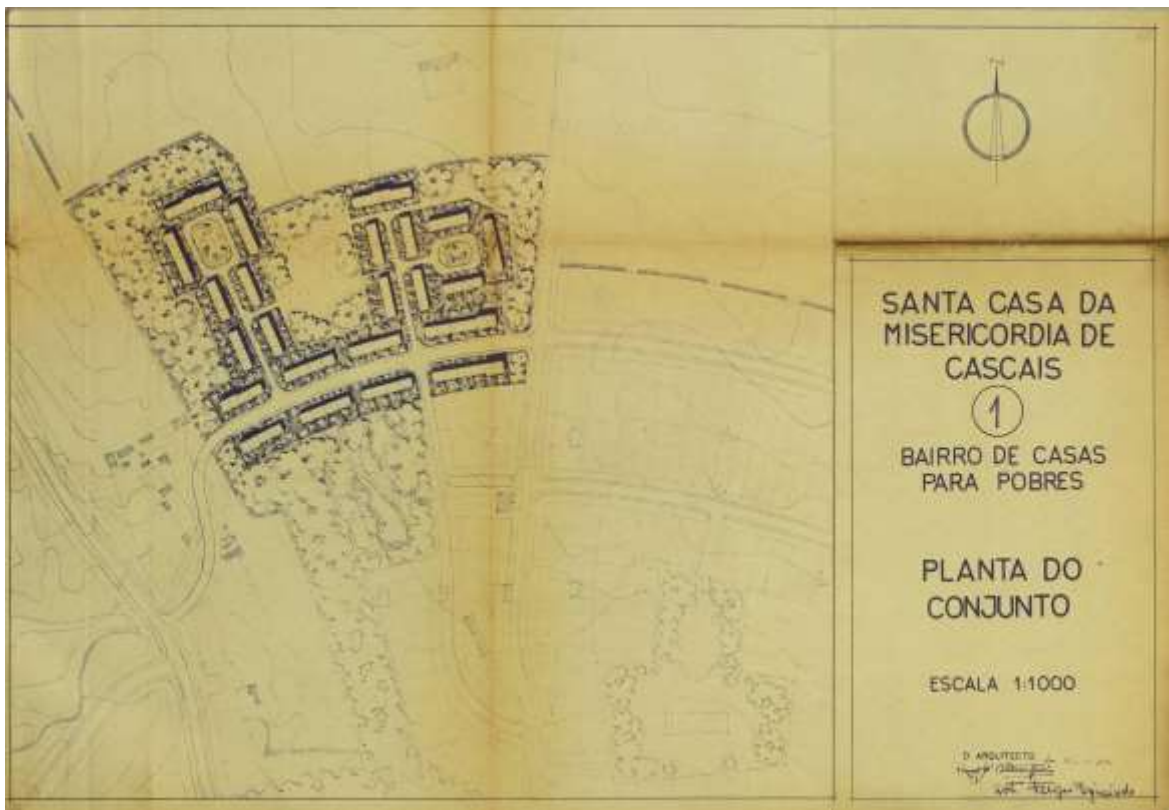 N
SANTA CASA DA
MISERICORDIA DE
CASCAIS
1
BAIRRO DE CASAS
PARA POBRES
PLANTA DO
CONJUNTO
ESCALA 1:1000
O ARQUITECTO